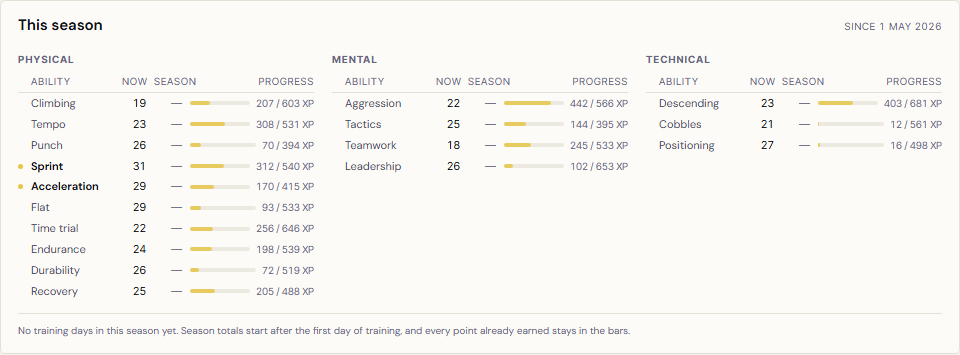 This season
SINCE 1 MAY 2026
PHYSICAL
ABILITY NOW SEASON PROGRESS
Climbing 19 — 207 / 603 XP
Tempo 23 — 308 / 531 XP
Punch 26 — 70 / 394 XP
Sprint 31 — 312 / 540 XP
Acceleration 29 — 170 / 415 XP
Flat 29 — 93 / 533 XP
Time trial 22 — 256 / 646 XP
Endurance 24 — 198 / 539 XP
Durability 26 — 72 / 519 XP
Recovery 25 — 205 / 488 XP
MENTAL
ABILITY NOW SEASON PROGRESS
Aggression 22 — 442 / 566 XP
Tactics 25 — 144 / 395 XP
Teamwork 18 — 245 / 533 XP
Leadership 26 — 102 / 653 XP
TECHNICAL
ABILITY NOW SEASON PROGRESS
Descending 23 — 403 / 681 XP
Cobbles 21 — 12 / 561 XP
Positioning 27 — 16 / 498 XP
No training days in this season yet. Season totals start after the first day of training, and every point already earned stays in the bars.